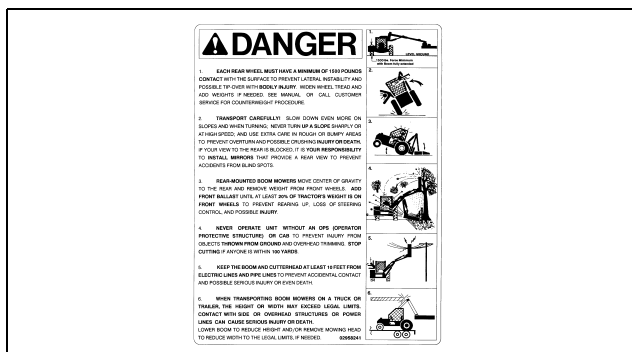 DANGER
1. EACH REAR WHEEL MUST HAVE A MINIMUM OF 1500 POUNDS
CONTACT WITH THE SURFACE TO PREVENT LATERAL INSTABILITY AND
POSSIBLE TIP-OVER WITH BODILY INJURY. WIDEN WHEEL TREAD AND
ADD WEIGHTS IF NEEDED. SEE MANUAL OR CALL CUSTOMER
SERVICE FOR COUNTERWEIGHT PROCEDURE.
2. TRANSPORT CAREFULLY! SLOW DOWN EVEN MORE ON
SLOPES AND WHEN TURNING; NEVER TURN UP A SLOPE SHARPLY OR
AT HIGH SPEED; AND USE EXTRA CARE IN ROUGH OR BUMPY AREAS
TO PREVENT OVERTURN AND POSSIBLE CRUSHING INJURY OR DEATH.
IF YOUR VIEW TO THE REAR IS BLOCKED, IT IS YOUR RESPONSIBILITY
TO INSTALL MIRRORS THAT PROVIDE A REAR VIEW TO PREVENT
ACCIDENTS FROM BLIND SPOTS.
3. REAR-MOUNTED BOOM MOWERS MOVE CENTER OF GRAVITY
TO THE REAR AND REMOVE WEIGHT FROM FRONT WHEELS. ADD
FRONT BALLAST UNTIL AT LEAST 20% OF TRACTOR'S WEIGHT IS ON
FRONT WHEELS TO PREVENT REARING UP, LOSS OF STEERING
CONTROL, AND POSSIBLE INJURY.
4. NEVER OPERATE UNIT WITHOUT AN OPS (OPERATOR
PROTECTIVE STRUCTURE) OR CAB TO PREVENT INJURY FROM
OBJECTS THROWN FROM GROUND AND OVERHEAD TRIMMING. STOP
CUTTING IF ANYONE IS WITHIN 100 YARDS.
5. KEEP THE BOOM AND CUTTERHEAD AT LEAST 10 FEET FROM
ELECTRIC LINES AND PIPE LINES TO PREVENT ACCIDENTAL CONTACT
AND POSSIBLE SERIOUS INJURY OR EVEN DEATH.
6. WHEN TRANSPORTING BOOM MOWERS ON A TRUCK OR
TRAILER, THE HEIGHT OR WIDTH MAY EXCEED LEGAL LIMITS.
CONTACT WITH SIDE OR OVERHEAD STRUCTURES OR POWER
LINES CAN CAUSE SERIOUS INJURY OR DEATH.
LOWER BOOM TO REDUCE HEIGHT AND/OR REMOVE MOWING HEAD
TO REDUCE WIDTH TO THE LEGAL LIMITS, IF NEEDED. 02958241
1.
LEVEL GROUND
1500 lbs. Force Minimum
with Boom fully extended
2.
3.
4.
5.
6.